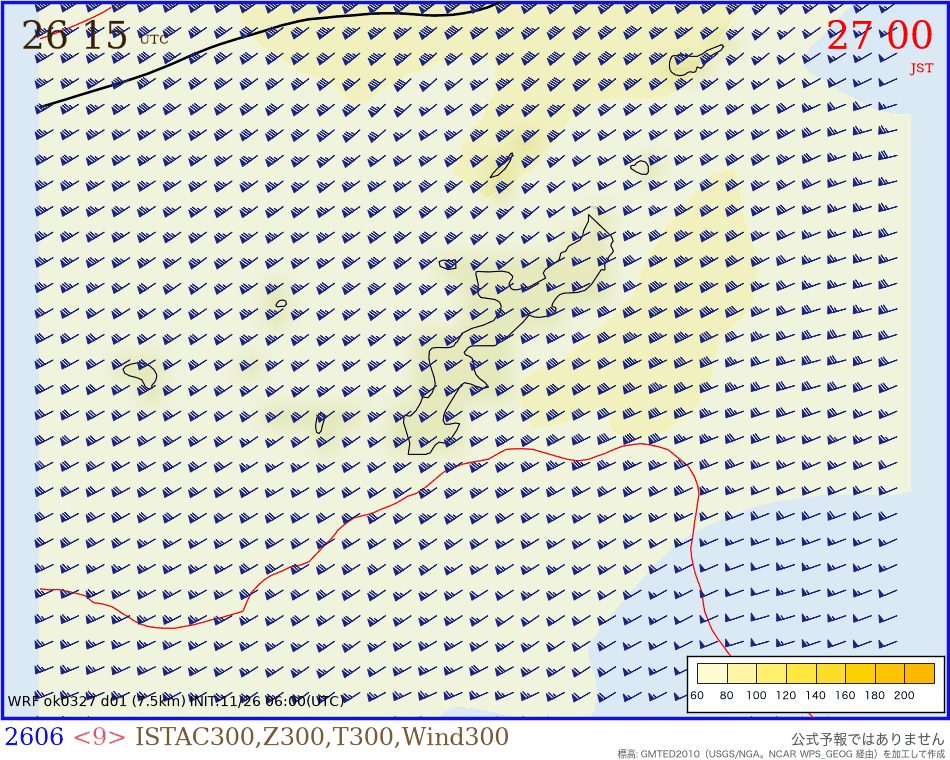 26 15 UTC
27 00
JST
60 80 100 120 140 160 180 200
WRF ok0327 d01 (7.5km) INIT:11/26 06:00(UTC)
2606 <9> ISTAC300,Z300,T300,Wind300
公式予報ではありません
標高: GMTED2010（USGS/NGA。NCAR WPS_GEOG 経由）を加工して作成